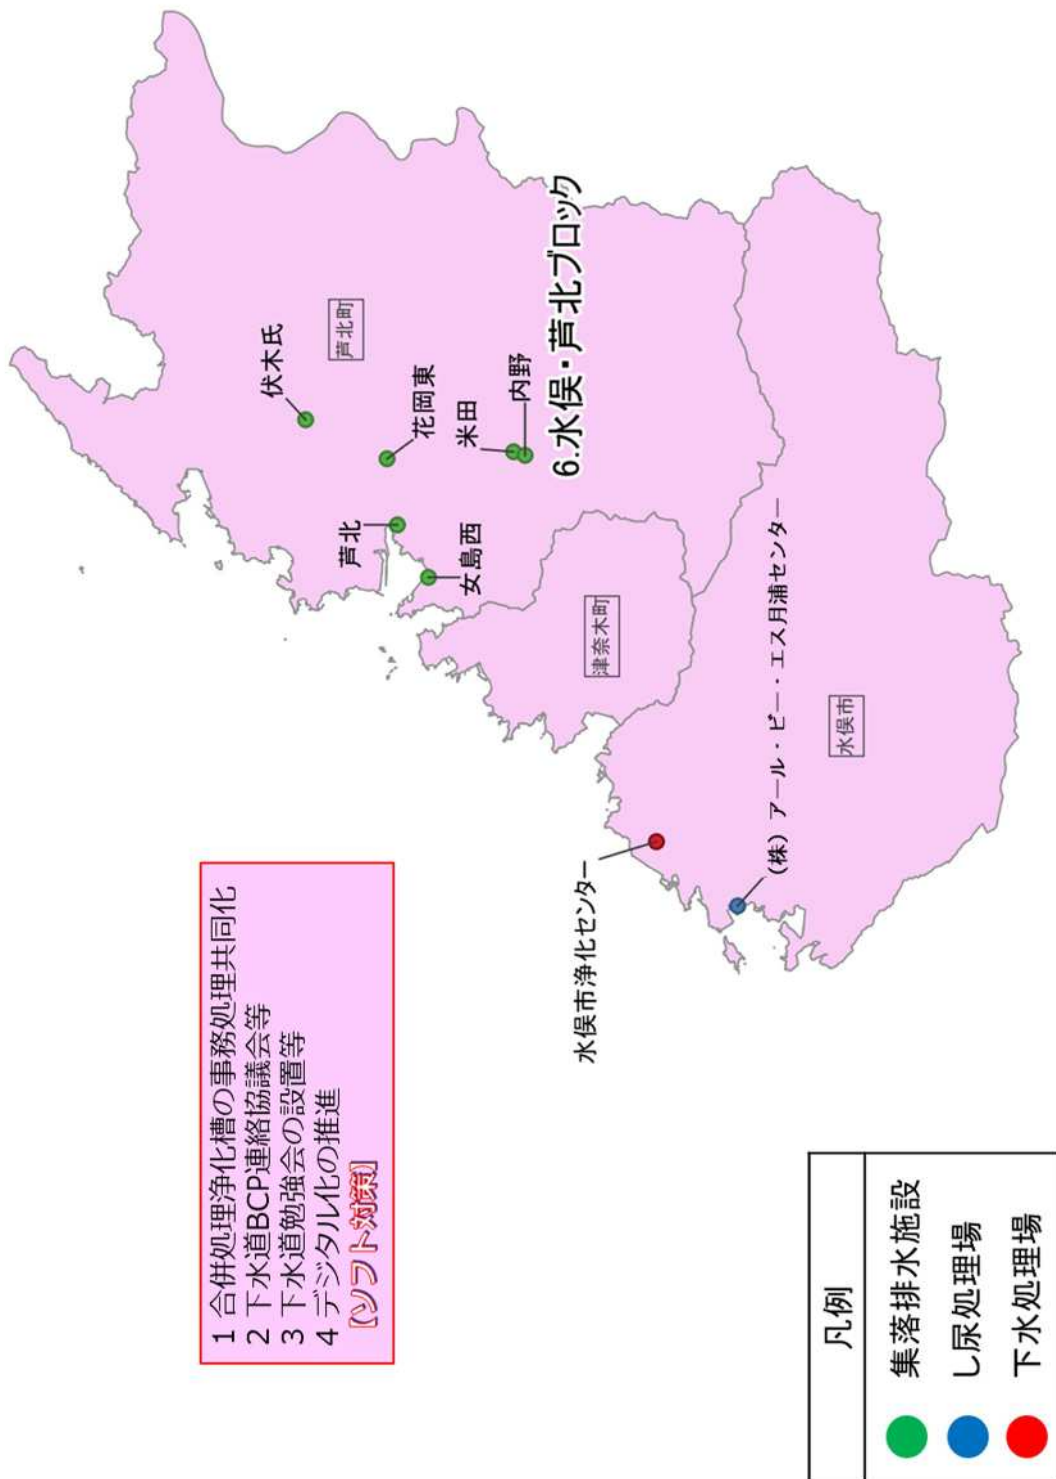 1 合併処理浄化槽の事務処理共同化
2 下水道BCP連絡協議会等
3 下水道勉強会の設置等
4 デジタル化の推進
【ソフト対策】
伏木氏
芦北町
花岡東
芦北
米田
内野
女島西
6.水俣・芦北ブロック
津奈木町
水俣市浄化センター
(株) アール・ビー・エス月浦センター
水俣市
凡例
集落排水施設
し尿処理場
下水処理場